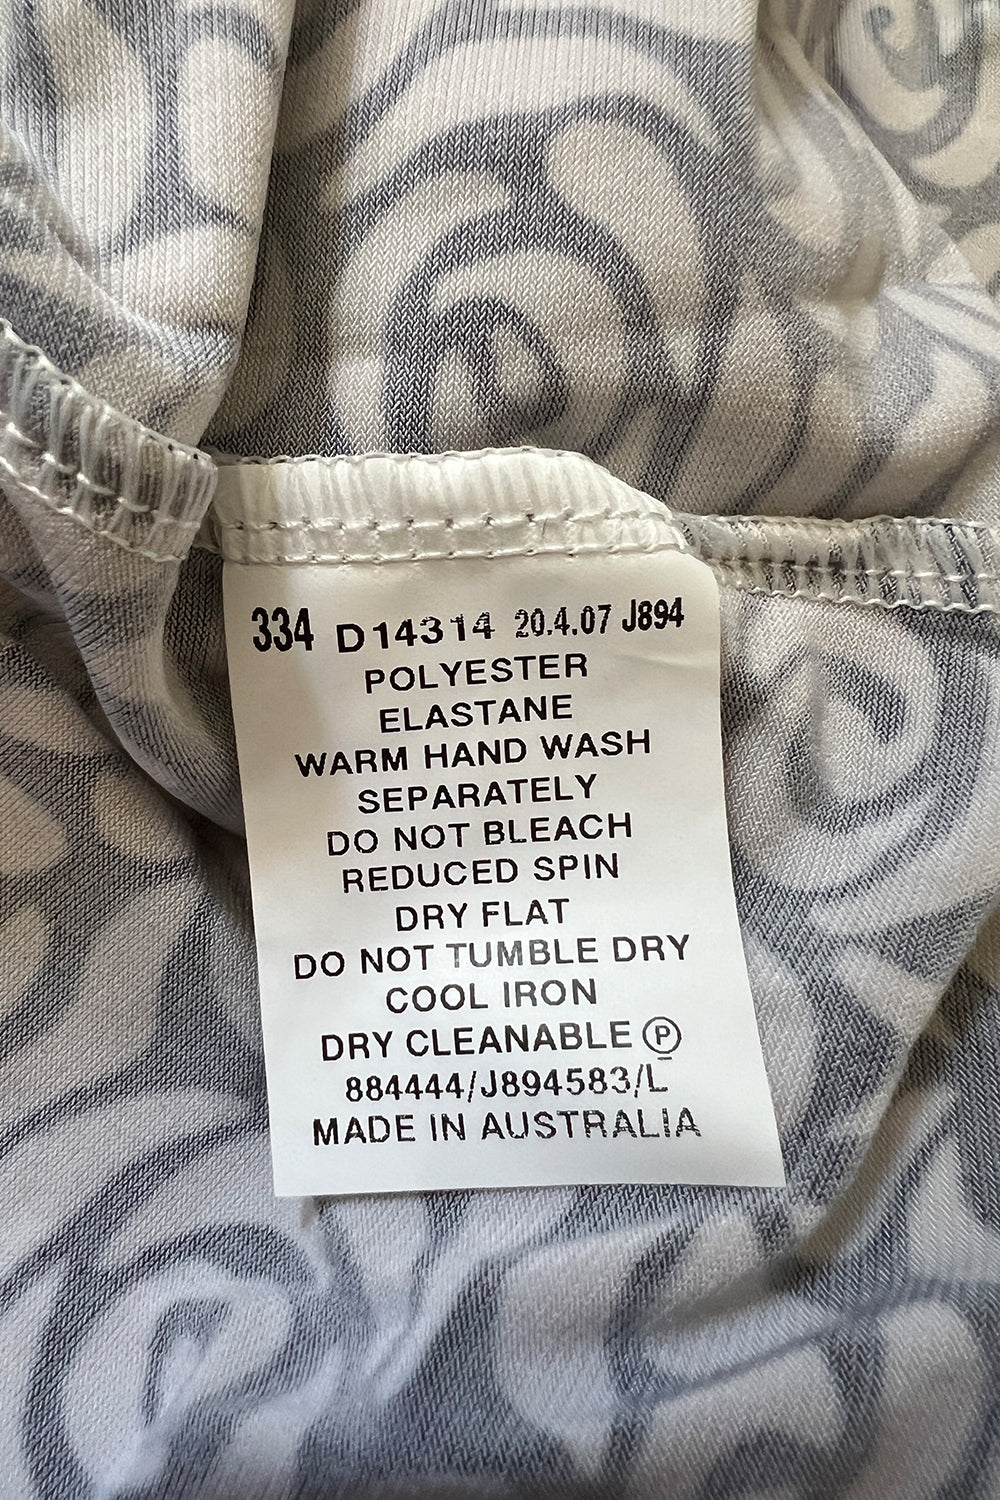 334 D14314 20.4.07 J894
POLYESTER
ELASTANE
WARM HAND WASH
SEPARATELY
DO NOT BLEACH
REDUCED SPIN
DRY FLAT
DO NOT TUMBLE DRY
COOL IRON
DRY CLEANABLE Ⓟ
884444/J894583/L
MADE IN AUSTRALIA